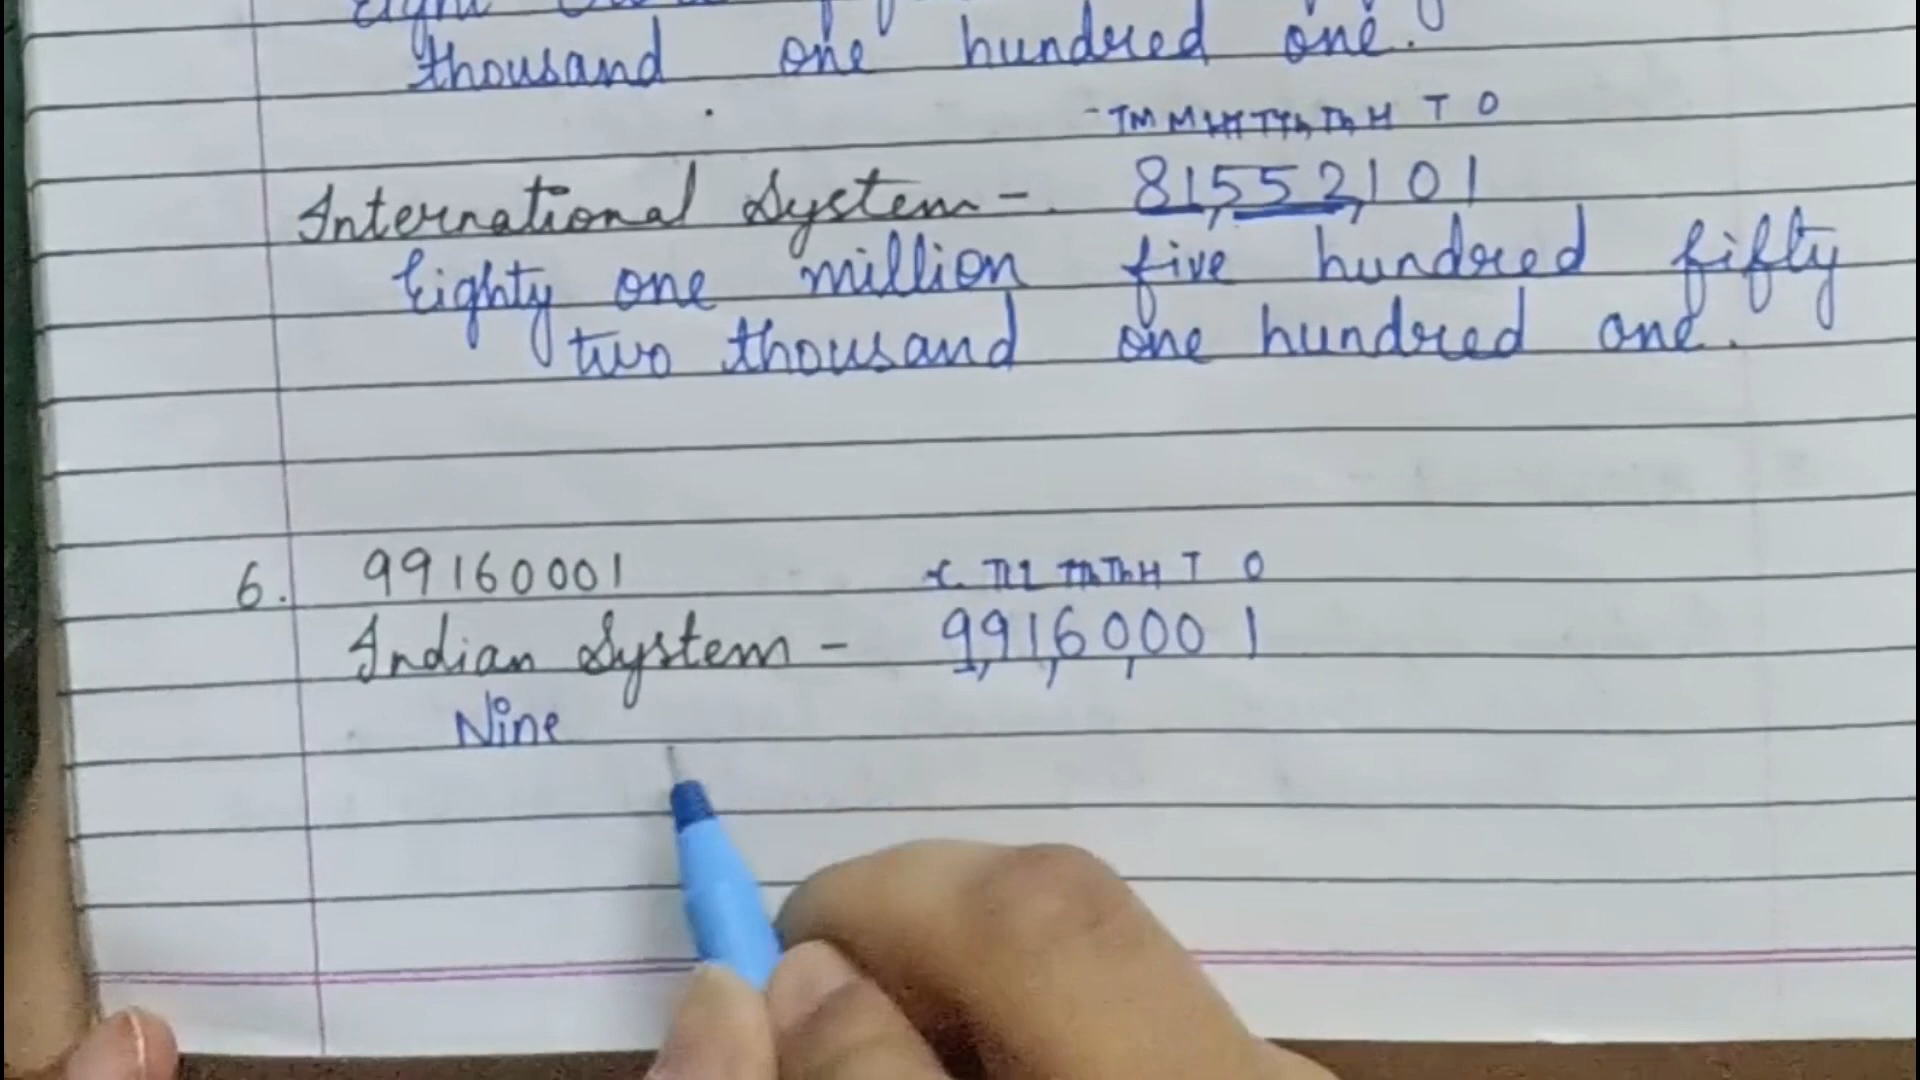 thousand one hundred one.
TM M HTh TTh Th H T O
International System - 81,552,101
Eighty one million five hundred fifty
two thousand one hundred one.
6. 99160001
C TL L TTh Th H T O
Indian System - 9,91,60,001
Nine